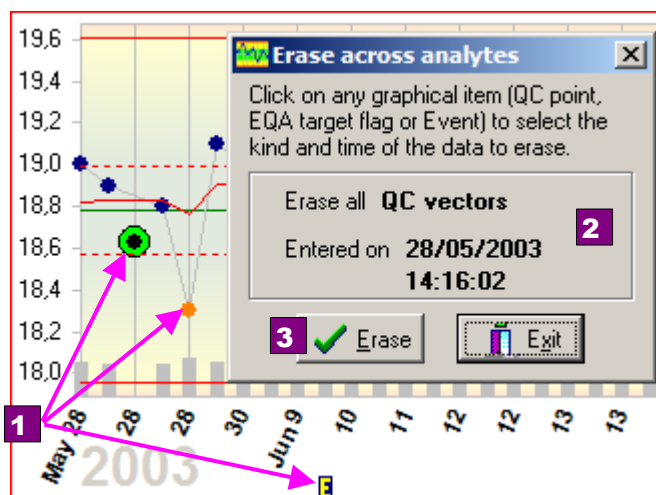 19,6
19,4
19,2
19,0
18,8
18,6
18,4
18,2
18,0
Erase across analytes
Click on any graphical item (QC point,
EQA target flag or Event) to select the
kind and time of the data to erase.
Erase all QC vectors
Entered on 28/05/2003
14:16:02
2
3
Erase
Exit
1
May 28
28
28
30
Jun 9
10
11
12
12
13
13
2003
E